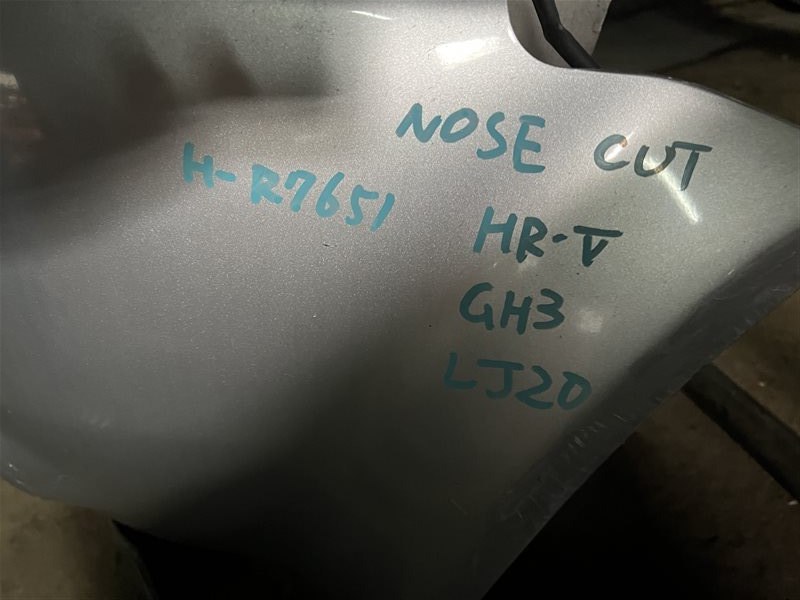 NOSE CUT
H-R7651
HR-V
GH3
LJ20